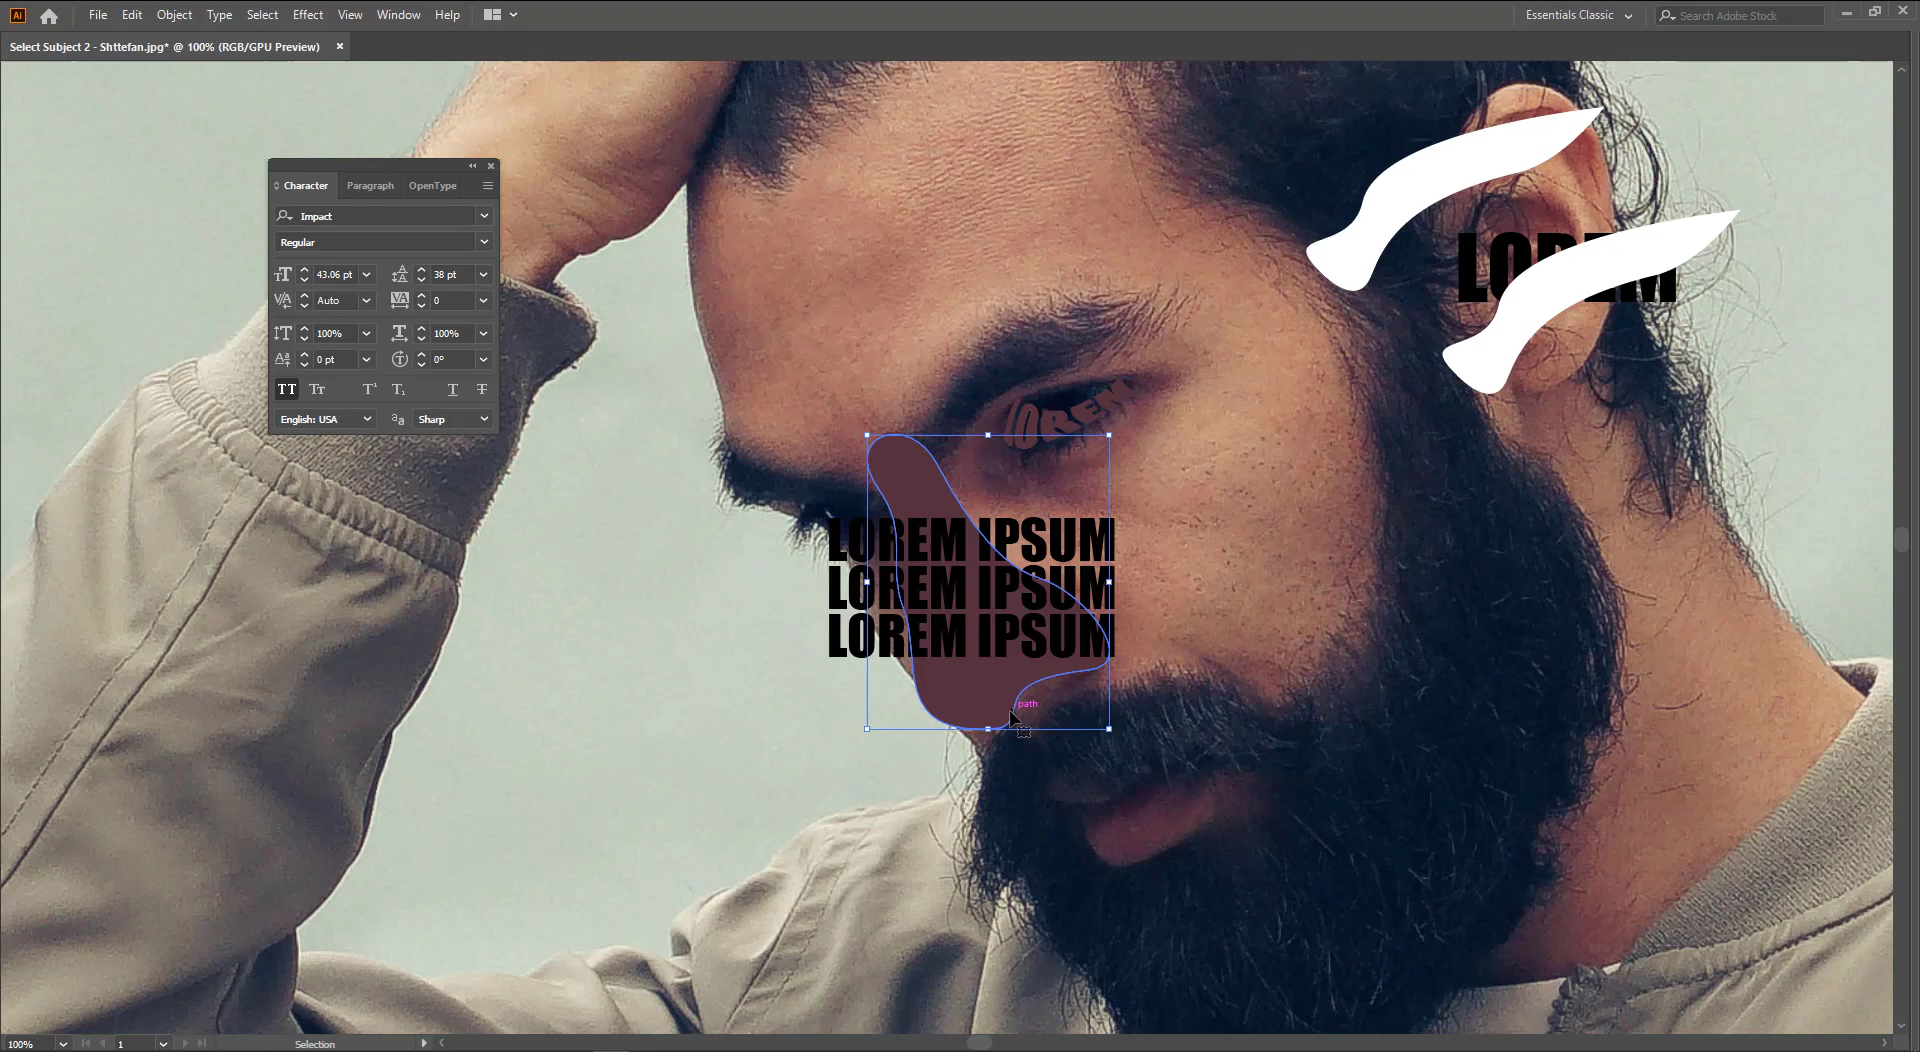 Ai File Edit Object Type Select Effect View Window Help Essentials Classic Search Adobe Stock
Select Subject 2 - Shttefan.jpg* @ 100% (RGB/GPU Preview)
Character Paragraph OpenType
Impact
Regular
43.06 pt 38 pt
Auto 0
100% 100%
0 pt 0°
English: USA Sharp
LOREM
LOREM
LOREM IPSUM
LOREM IPSUM
LOREM IPSUM
path
100% 1 Selection